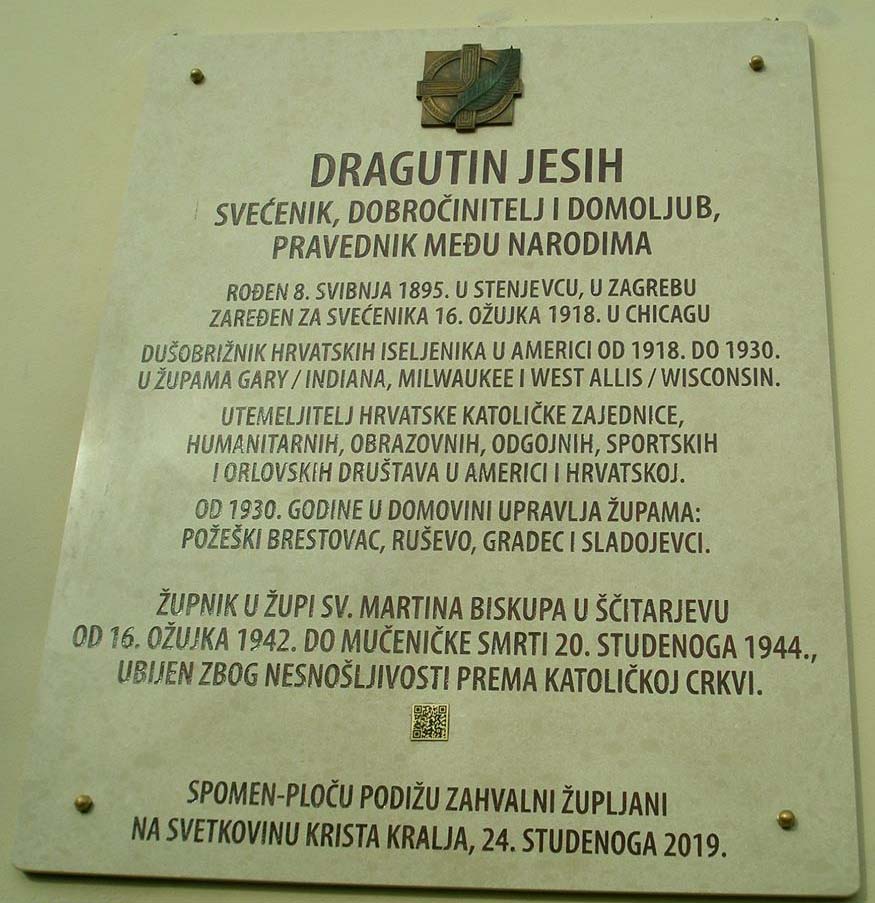 DRAGUTIN JESIH
SVEĆENIK, DOBROČINITELJ I DOMOLJUB,
PRAVEDNIK MEĐU NARODIMA
ROĐEN 8. SVIBNJA 1895. U STENJEVCU, U ZAGREBU
ZAREĐEN ZA SVEĆENIKA 16. OŽUJKA 1918. U CHICAGU
DUŠOBRIŽNIK HRVATSKIH ISELJENIKA U AMERICI OD 1918. DO 1930.
U ŽUPAMA GARY / INDIANA, MILWAUKEE I WEST ALLIS / WISCONSIN.
UTEMELJITELJ HRVATSKE KATOLIČKE ZAJEDNICE,
HUMANITARNIH, OBRAZOVNIH, ODGOJNIH, SPORTSKIH
I ORLOVSKIH DRUŠTAVA U AMERICI I HRVATSKOJ.
OD 1930. GODINE U DOMOVINI UPRAVLJA ŽUPAMA:
POŽEŠKI BRESTOVAC, RUŠEVO, GRADEC I SLADOJEVCI.
ŽUPNIK U ŽUPI SV. MARTINA BISKUPA U ŠČITARJEVU
OD 16. OŽUJKA 1942. DO MUČENIČKE SMRTI 20. STUDENOGA 1944.,
UBIJEN ZBOG NESNOŠLJIVOSTI PREMA KATOLIČKOJ CRKVI.
SPOMEN-PLOČU PODIŽU ZAHVALNI ŽUPLJANI
NA SVETKOVINU KRISTA KRALJA, 24. STUDENOGA 2019.